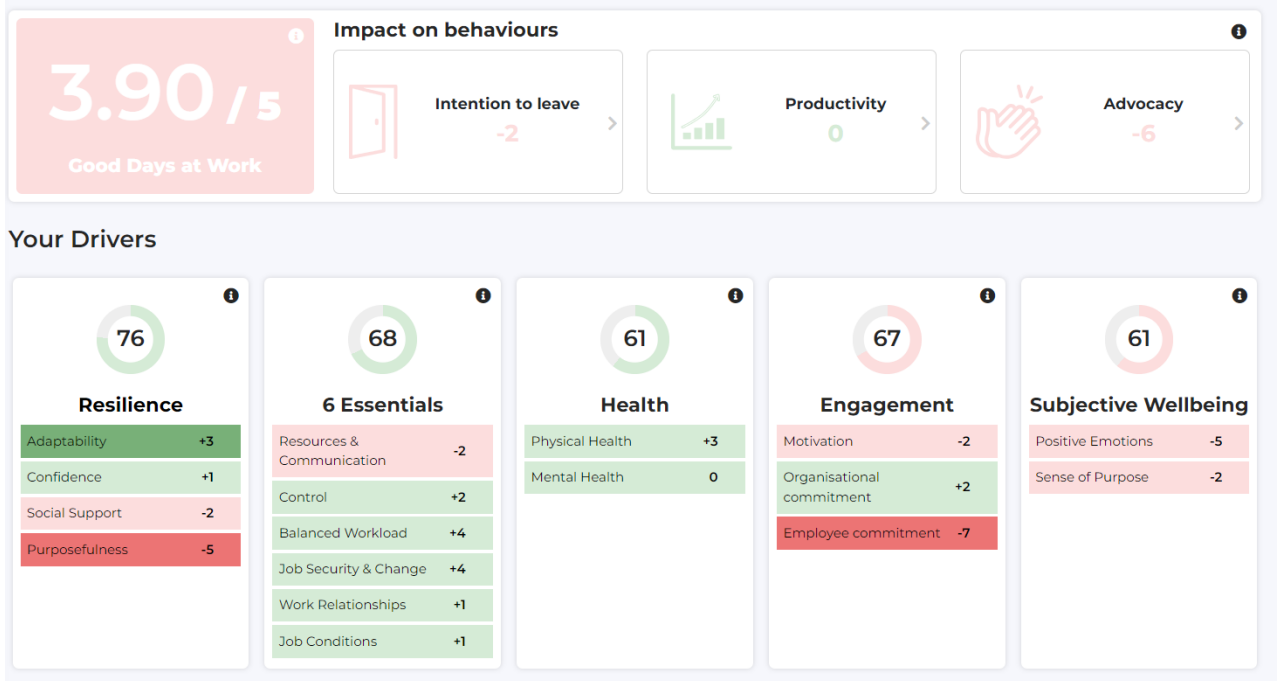 3.90 / 5
Good Days at Work
Impact on behaviours
Intention to leave
-2
Productivity
0
Advocacy
-6
Your Drivers
76
Resilience
Adaptability +3
Confidence +1
Social Support -2
Purposefulness -5
68
6 Essentials
Resources &
Communication -2
Control +2
Balanced Workload +4
Job Security & Change +4
Work Relationships +1
Job Conditions +1
61
Health
Physical Health +3
Mental Health 0
67
Engagement
Motivation -2
Organisational
commitment +2
Employee commitment -7
61
Subjective Wellbeing
Positive Emotions -5
Sense of Purpose -2